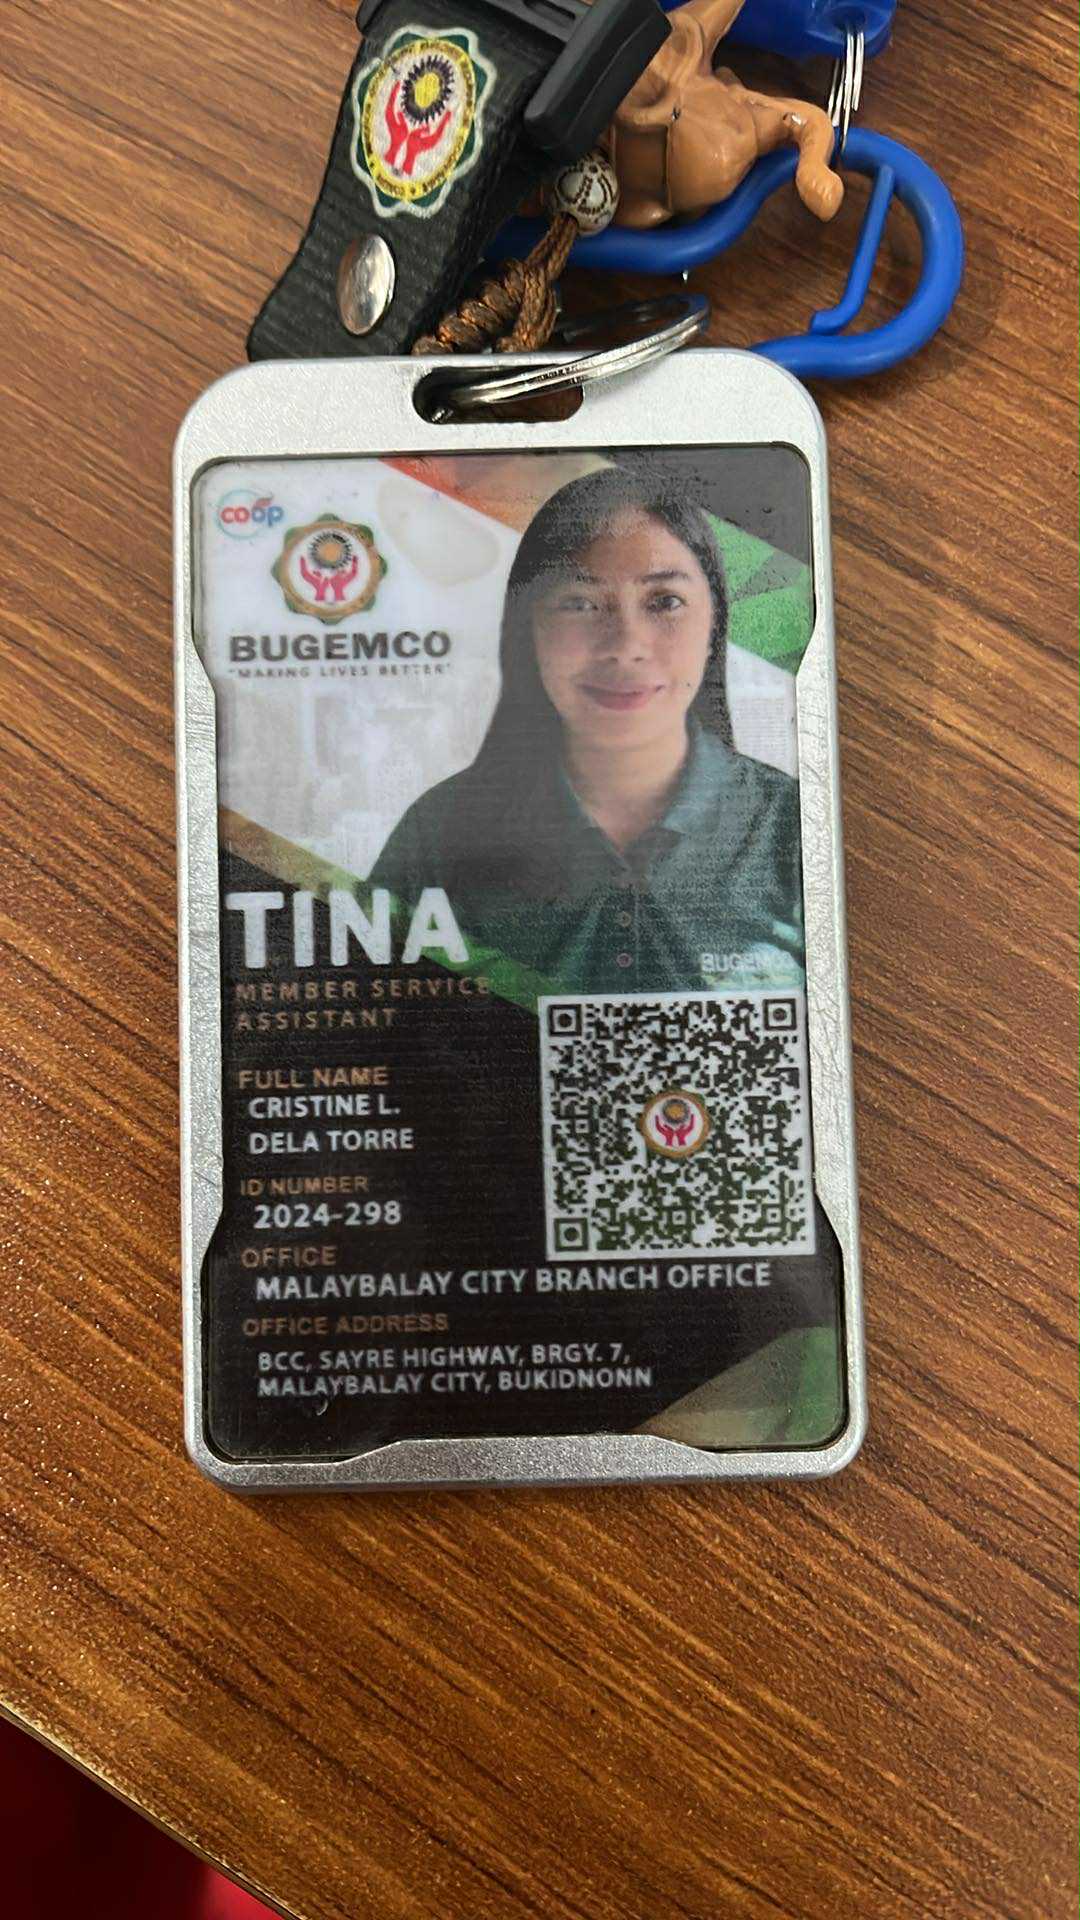 coop
BUGEMCO
"MAKING LIVES BETTER"
BUGEMCO
TINA
MEMBER SERVICE
ASSISTANT
FULL NAME
CRISTINE L.
DELA TORRE
ID NUMBER
2024-298
OFFICE
MALAYBALAY CITY BRANCH OFFICE
OFFICE ADDRESS
BCC, SAYRE HIGHWAY, BRGY. 7,
MALAYBALAY CITY, BUKIDNONN